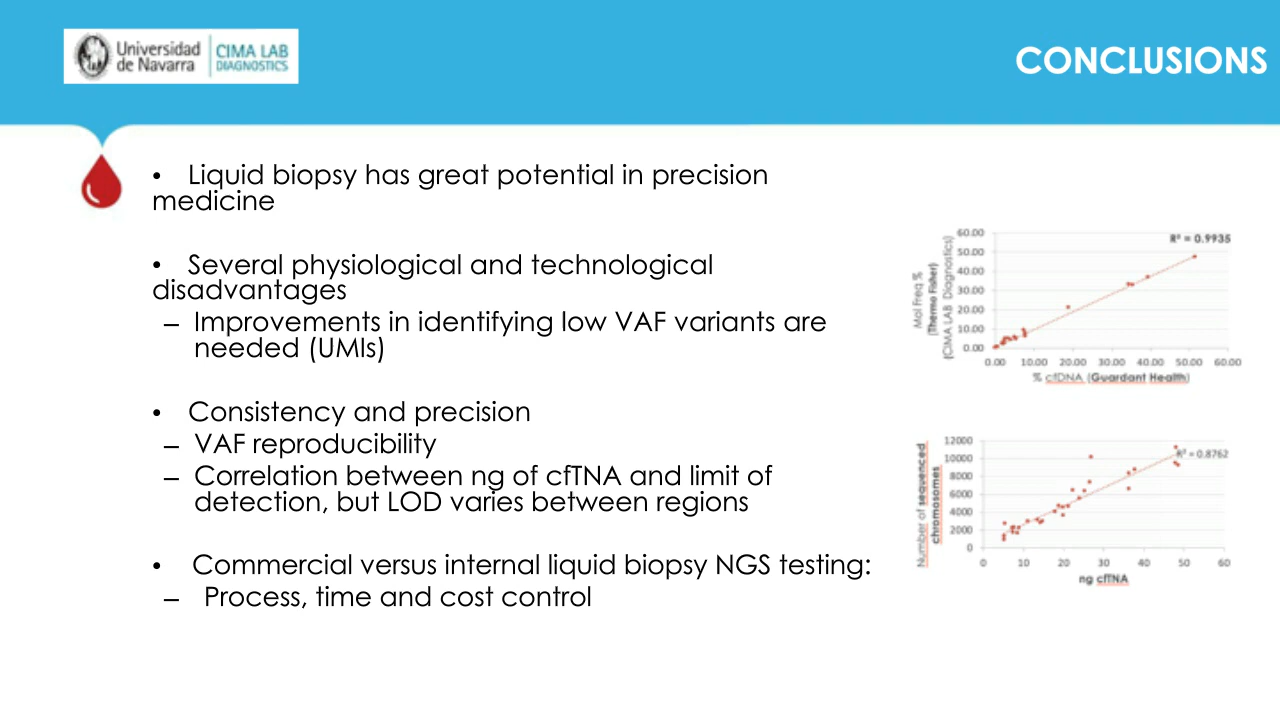 Universidad
de Navarra
CIMA LAB
DIAGNOSTICS
CONCLUSIONS
• Liquid biopsy has great potential in precision
medicine
• Several physiological and technological
disadvantages
– Improvements in identifying low VAF variants are
needed (UMIs)
• Consistency and precision
– VAF reproducibility
– Correlation between ng of cfTNA and limit of
detection, but LOD varies between regions
• Commercial versus internal liquid biopsy NGS testing:
– Process, time and cost control
R² = 0.9935
Mol Freq %
(Thermo Fisher)
(CIMA LAB Diagnostics)
60.00
50.00
40.00
30.00
20.00
10.00
0.00
0.00 10.00 20.00 30.00 40.00 50.00 60.00
% cfDNA (Guardant Health)
R² = 0.8762
Number of sequenced
chromosomes
12000
10000
8000
6000
4000
2000
0
0 10 20 30 40 50 60
ng cfTNA